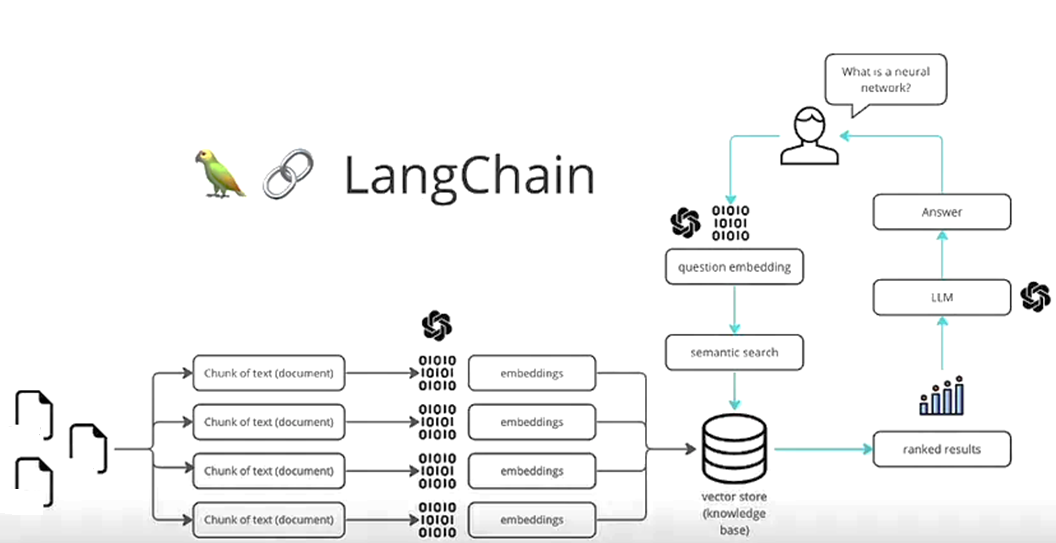 What is a neural
network?
LangChain
01010
10101
01010
Answer
question embedding
LLM
semantic search
01010
10101
01010
Chunk of text (document)
embeddings
01010
10101
01010
Chunk of text (document)
embeddings
ranked results
01010
10101
01010
Chunk of text (document)
embeddings
vector store
(knowledge
base)
01010
10101
01010
Chunk of text (document)
embeddings